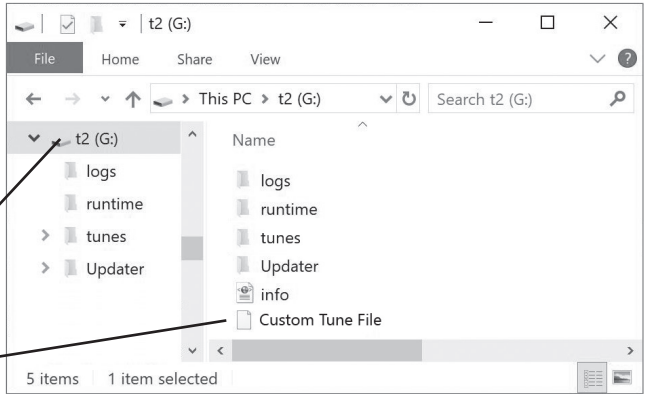 t2 (G:)
File Home Share View
This PC > t2 (G:) Search t2 (G:)
t2 (G:)
logs
runtime
tunes
Updater
Name
logs
runtime
tunes
Updater
info
Custom Tune File
5 items 1 item selected